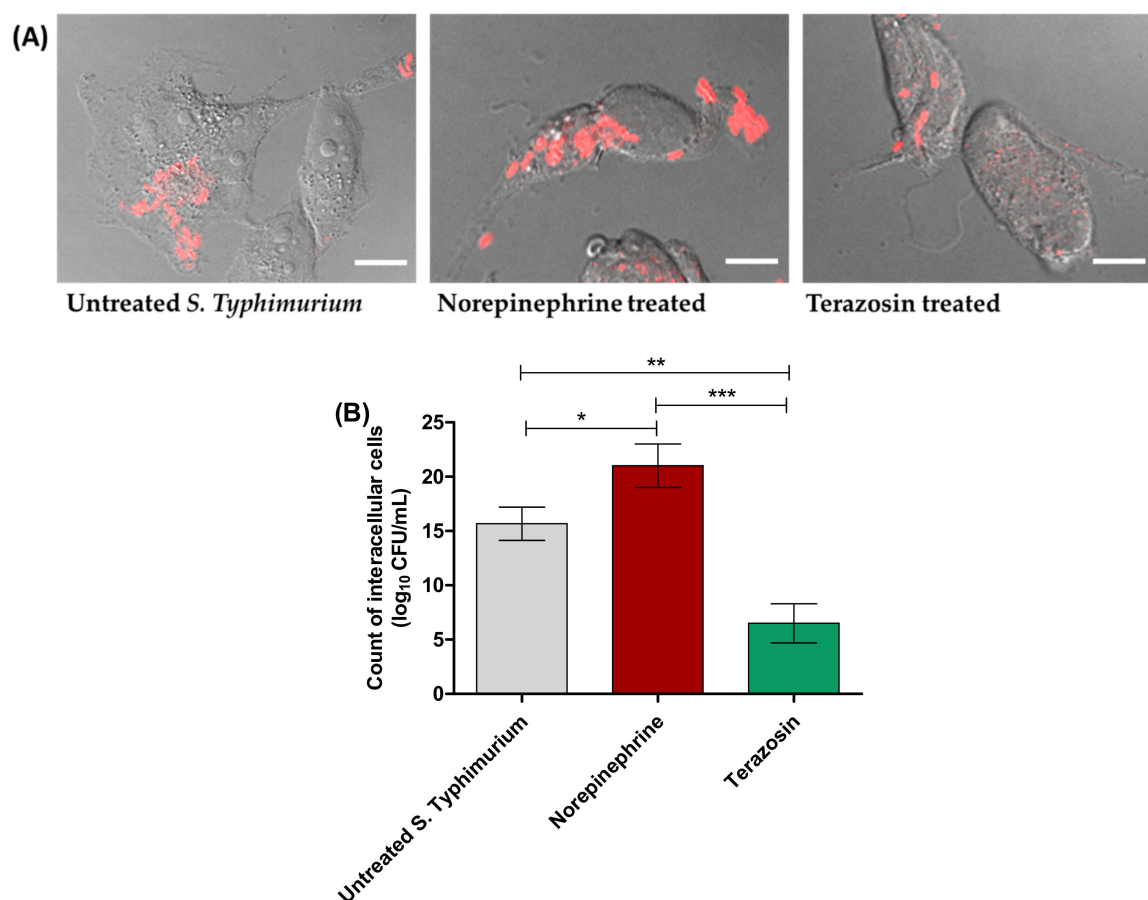 (A)
Untreated S. Typhimurium
Norepinephrine treated
Terazosin treated
**
***
*
(B)
Count of interacellular cells
(log₁₀ CFU/mL)
25
20
15
10
5
0
Untreated S. Typhimurium
Norepinephrine
Terazosin